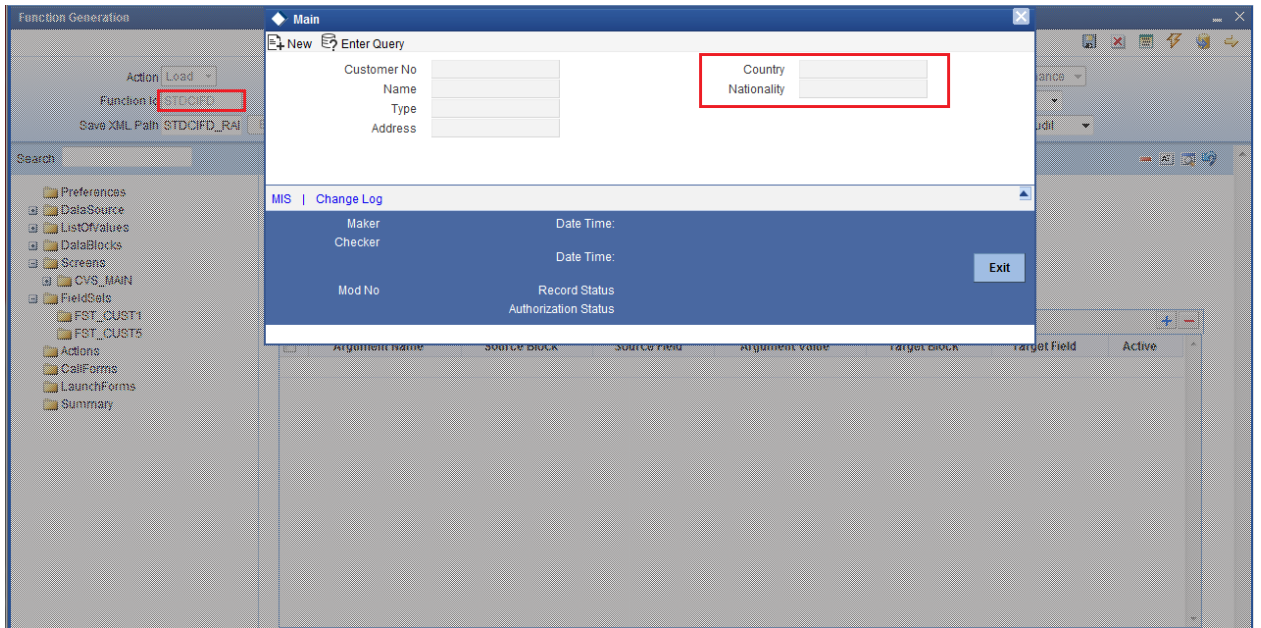 Function Generation
Main
New Enter Query
Customer No
Country
Name
Nationality
Type
Address
Action Load
Function Id STDCIFD
Save XML Path STDCIFD_RAI
Search
Preferences
DataSource
ListOfValues
DataBlocks
Screens
CVS_MAIN
FieldSets
FST_CUST1
FST_CUST5
Actions
CallForms
LaunchForms
Summary
MIS | Change Log
Maker Date Time:
Checker
Date Time:
Exit
Mod No Record Status
Authorization Status
Argument Name Source Block Source Field Argument Value Target Block Target Field Active